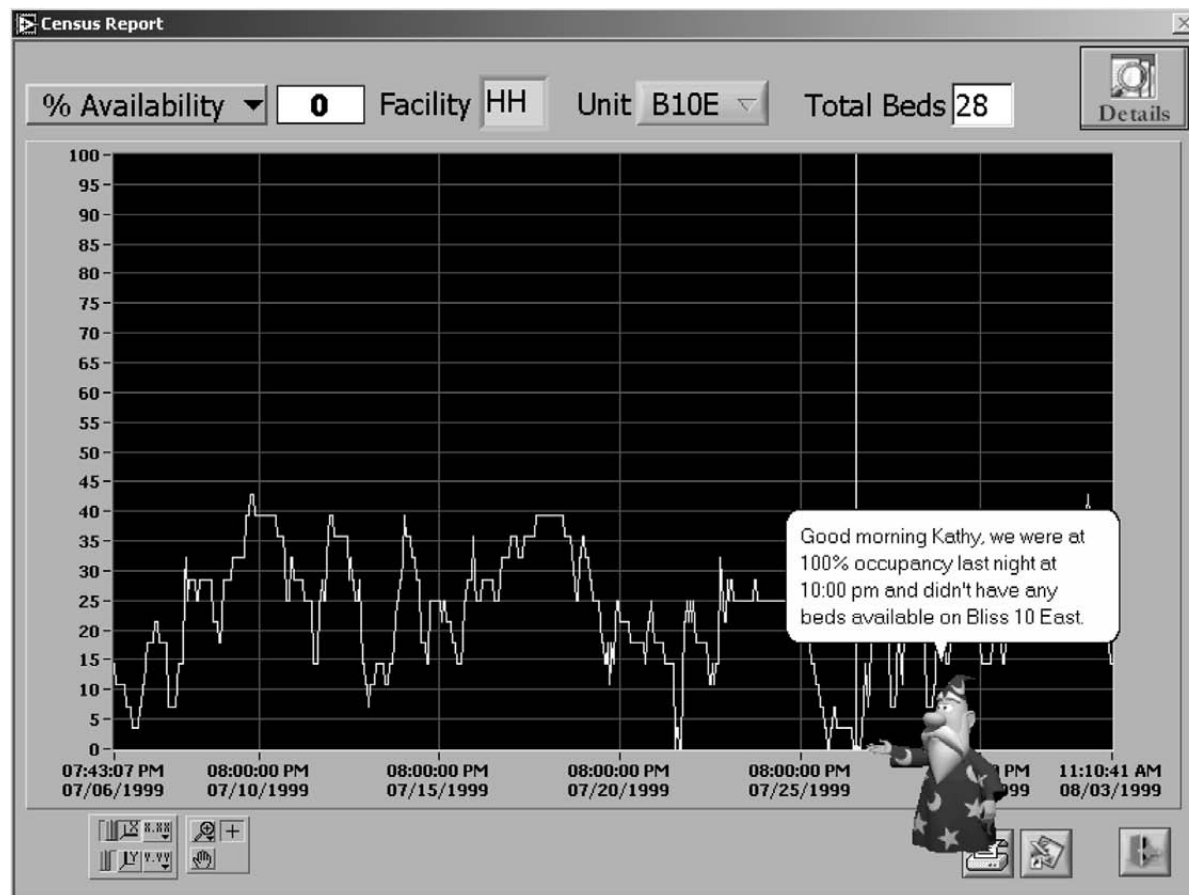 Census Report
% Availability 0 Facility HH Unit B10E Total Beds 28
Details
100
95
90
85
80
75
70
65
60
55
50
45
40
35
30
25
20
15
10
5
0
Good morning Kathy, we were at
100% occupancy last night at
10:00 pm and didn't have any
beds available on Bliss 10 East.
07:43:07 PM 08:00:00 PM 08:00:00 PM 08:00:00 PM 08:00:00 PM PM 11:10:41 AM
07/06/1999 07/10/1999 07/15/1999 07/20/1999 07/25/1999 1999 08/03/1999
X X.XX
Y Y.YY